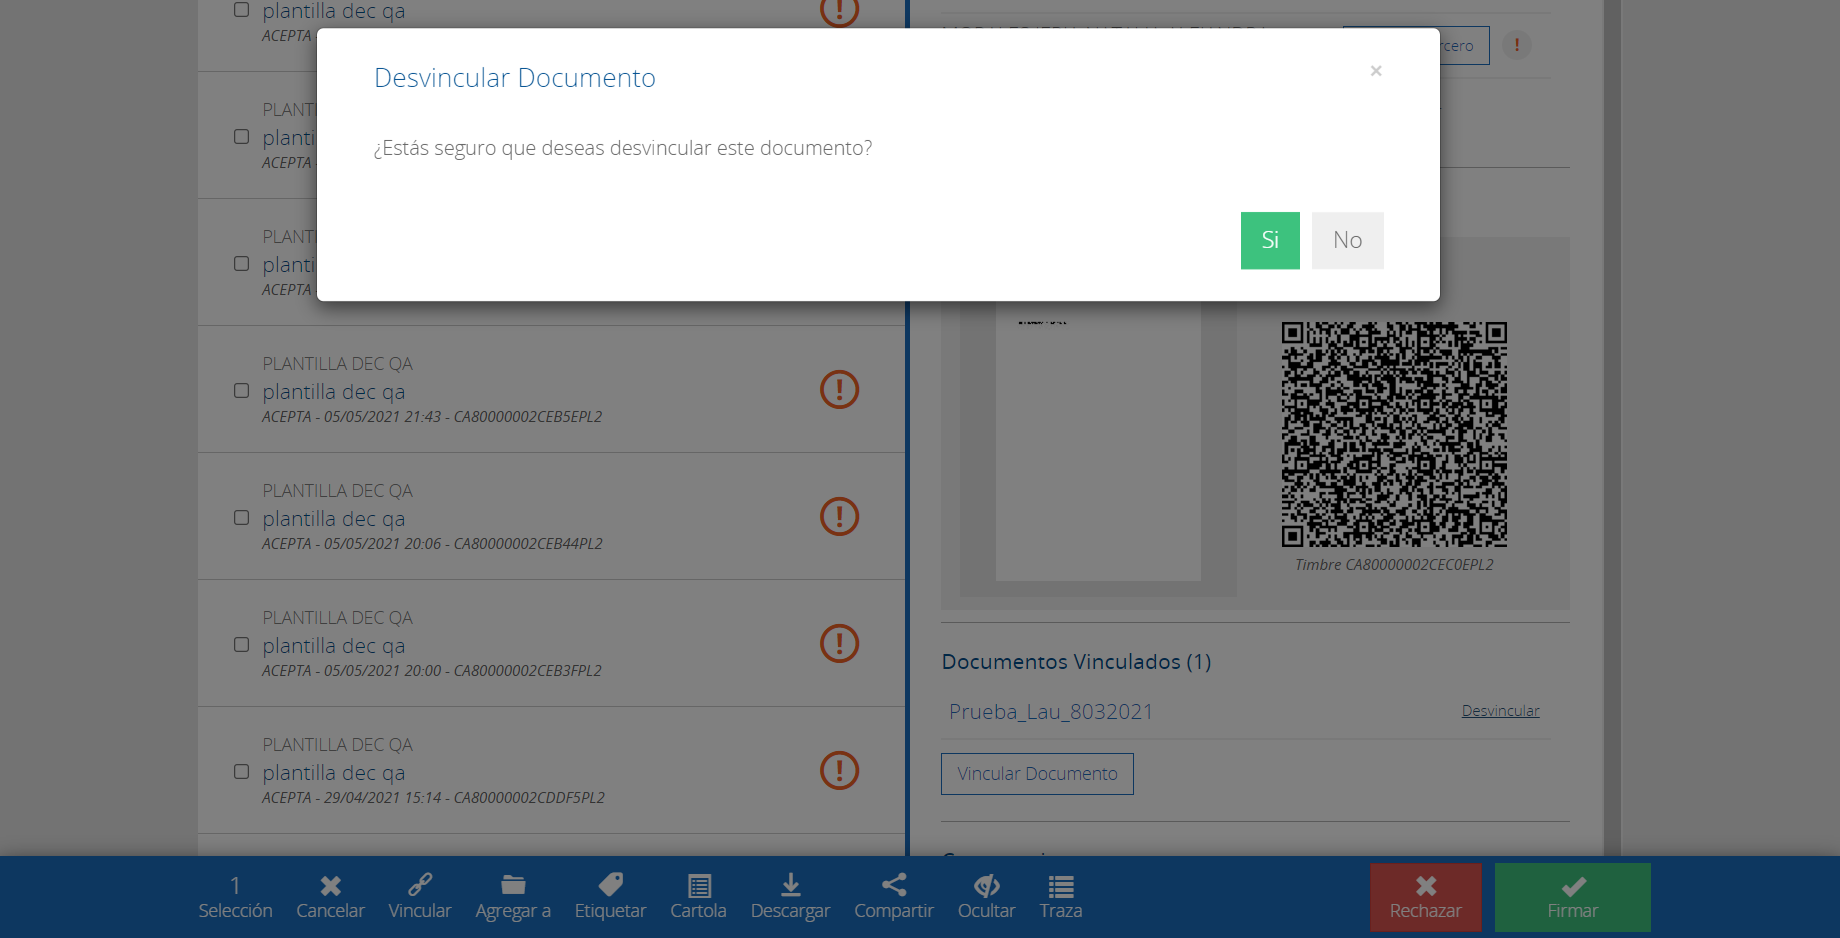 plantilla dec qa
ACEPTA -
PLANTI
planti
ACEPTA -
PLANTI
planti
ACEPTA -
PLANTILLA DEC QA
plantilla dec qa
ACEPTA - 05/05/2021 21:43 - CA80000002CEB5EPL2
PLANTILLA DEC QA
plantilla dec qa
ACEPTA - 05/05/2021 20:06 - CA80000002CEB44PL2
PLANTILLA DEC QA
plantilla dec qa
ACEPTA - 05/05/2021 20:00 - CA80000002CEB3FPL2
PLANTILLA DEC QA
plantilla dec qa
ACEPTA - 29/04/2021 15:14 - CA80000002CDDF5PL2
Desvincular Documento
×
¿Estás seguro que deseas desvincular este documento?
Si
No
rcero
Timbre CA80000002CEC0EPL2
Documentos Vinculados (1)
Prueba_Lau_8032021
Desvincular
Vincular Documento
1
Selección
Cancelar
Vincular
Agregar a
Etiquetar
Cartola
Descargar
Compartir
Ocultar
Traza
Rechazar
Firmar